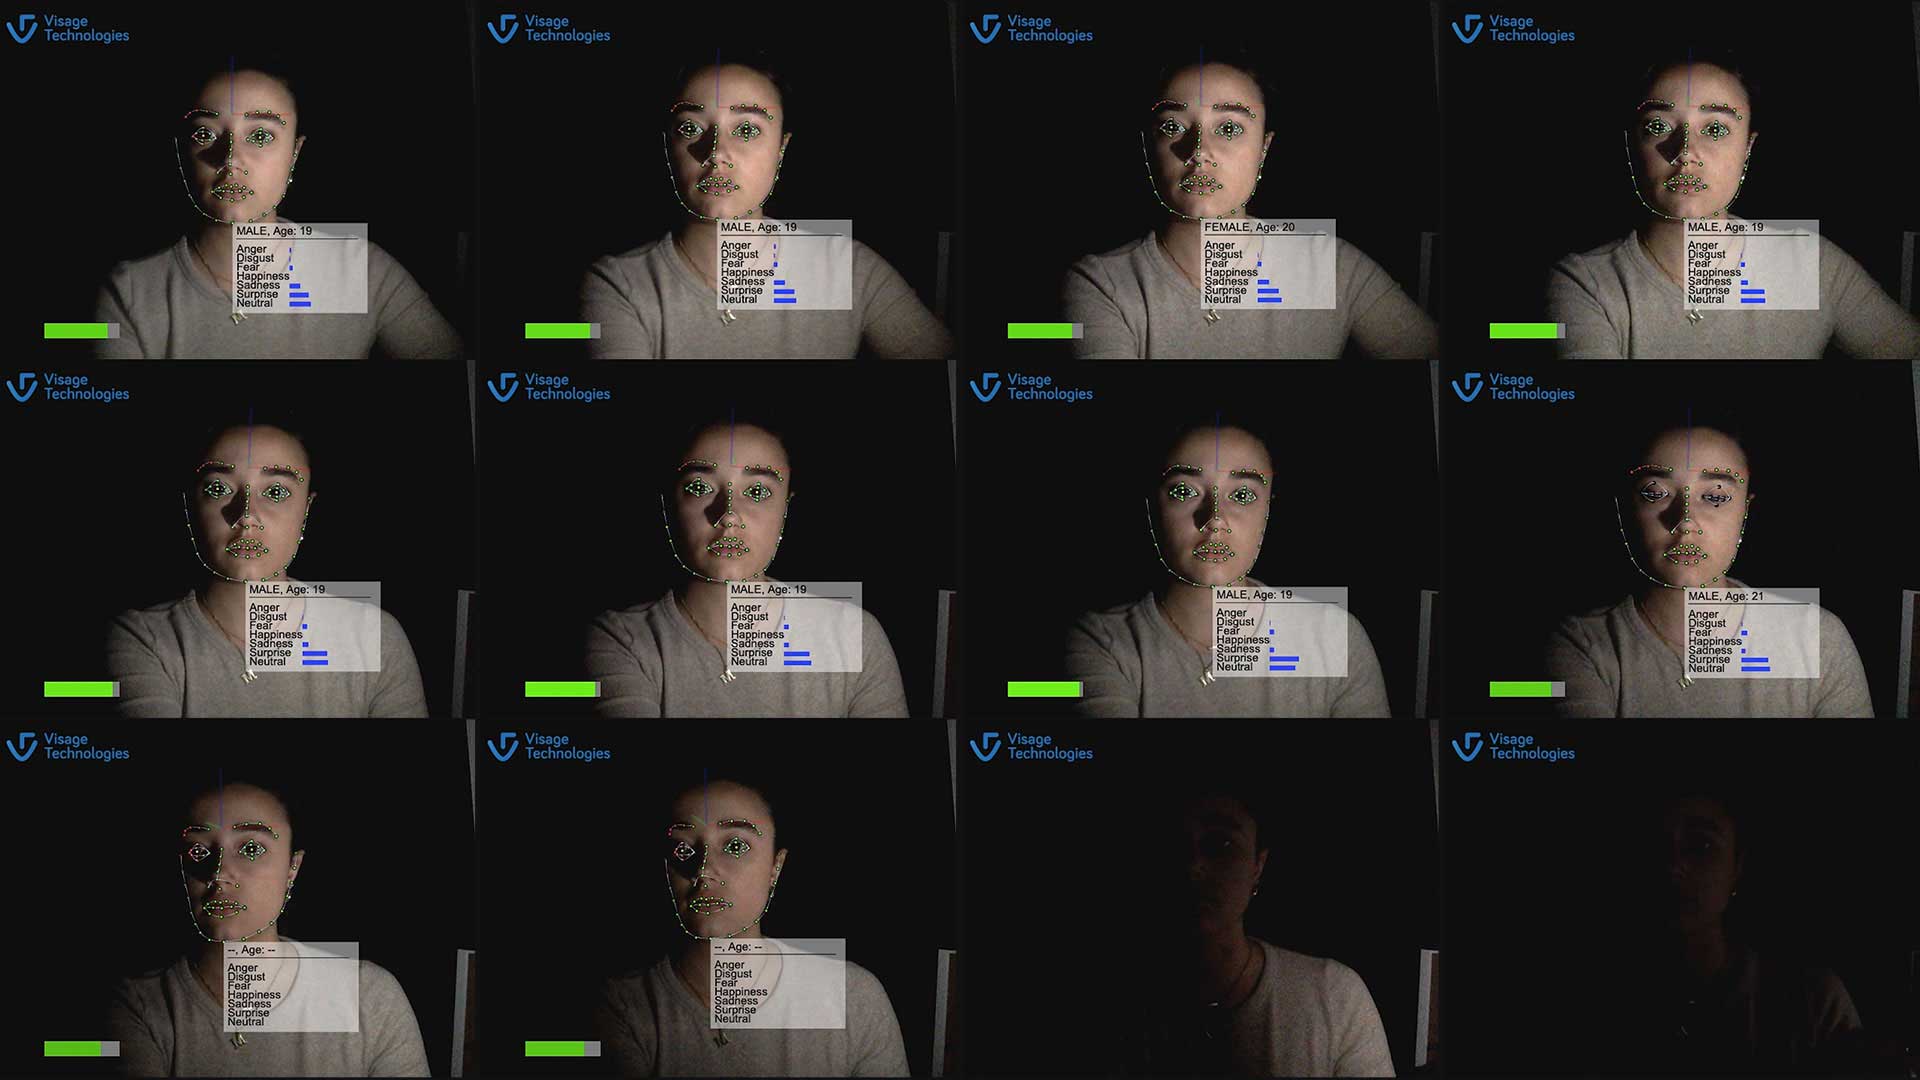 Visage
Technologies
MALE, Age: 19
Anger
Disgust
Fear
Happiness
Sadness
Surprise
Neutral
M
Visage
Technologies
MALE, Age: 19
Anger
Disgust
Fear
Happiness
Sadness
Surprise
Neutral
M
Visage
Technologies
FEMALE, Age: 20
Anger
Disgust
Fear
Happiness
Sadness
Surprise
Neutral
M
Visage
Technologies
MALE, Age: 19
Anger
Disgust
Fear
Happiness
Sadness
Surprise
Neutral
M
Visage
Technologies
MALE, Age: 19
Anger
Disgust
Fear
Happiness
Sadness
Surprise
Neutral
M
Visage
Technologies
MALE, Age: 19
Anger
Disgust
Fear
Happiness
Sadness
Surprise
Neutral
M
Visage
Technologies
MALE, Age: 19
Anger
Disgust
Fear
Happiness
Sadness
Surprise
Neutral
M
Visage
Technologies
MALE, Age: 21
Anger
Disgust
Fear
Happiness
Sadness
Surprise
Neutral
M
Visage
Technologies
--, Age: --
Anger
Disgust
Fear
Happiness
Sadness
Surprise
Neutral
M
Visage
Technologies
--, Age: --
Anger
Disgust
Fear
Happiness
Sadness
Surprise
Neutral
M
Visage
Technologies
Visage
Technologies